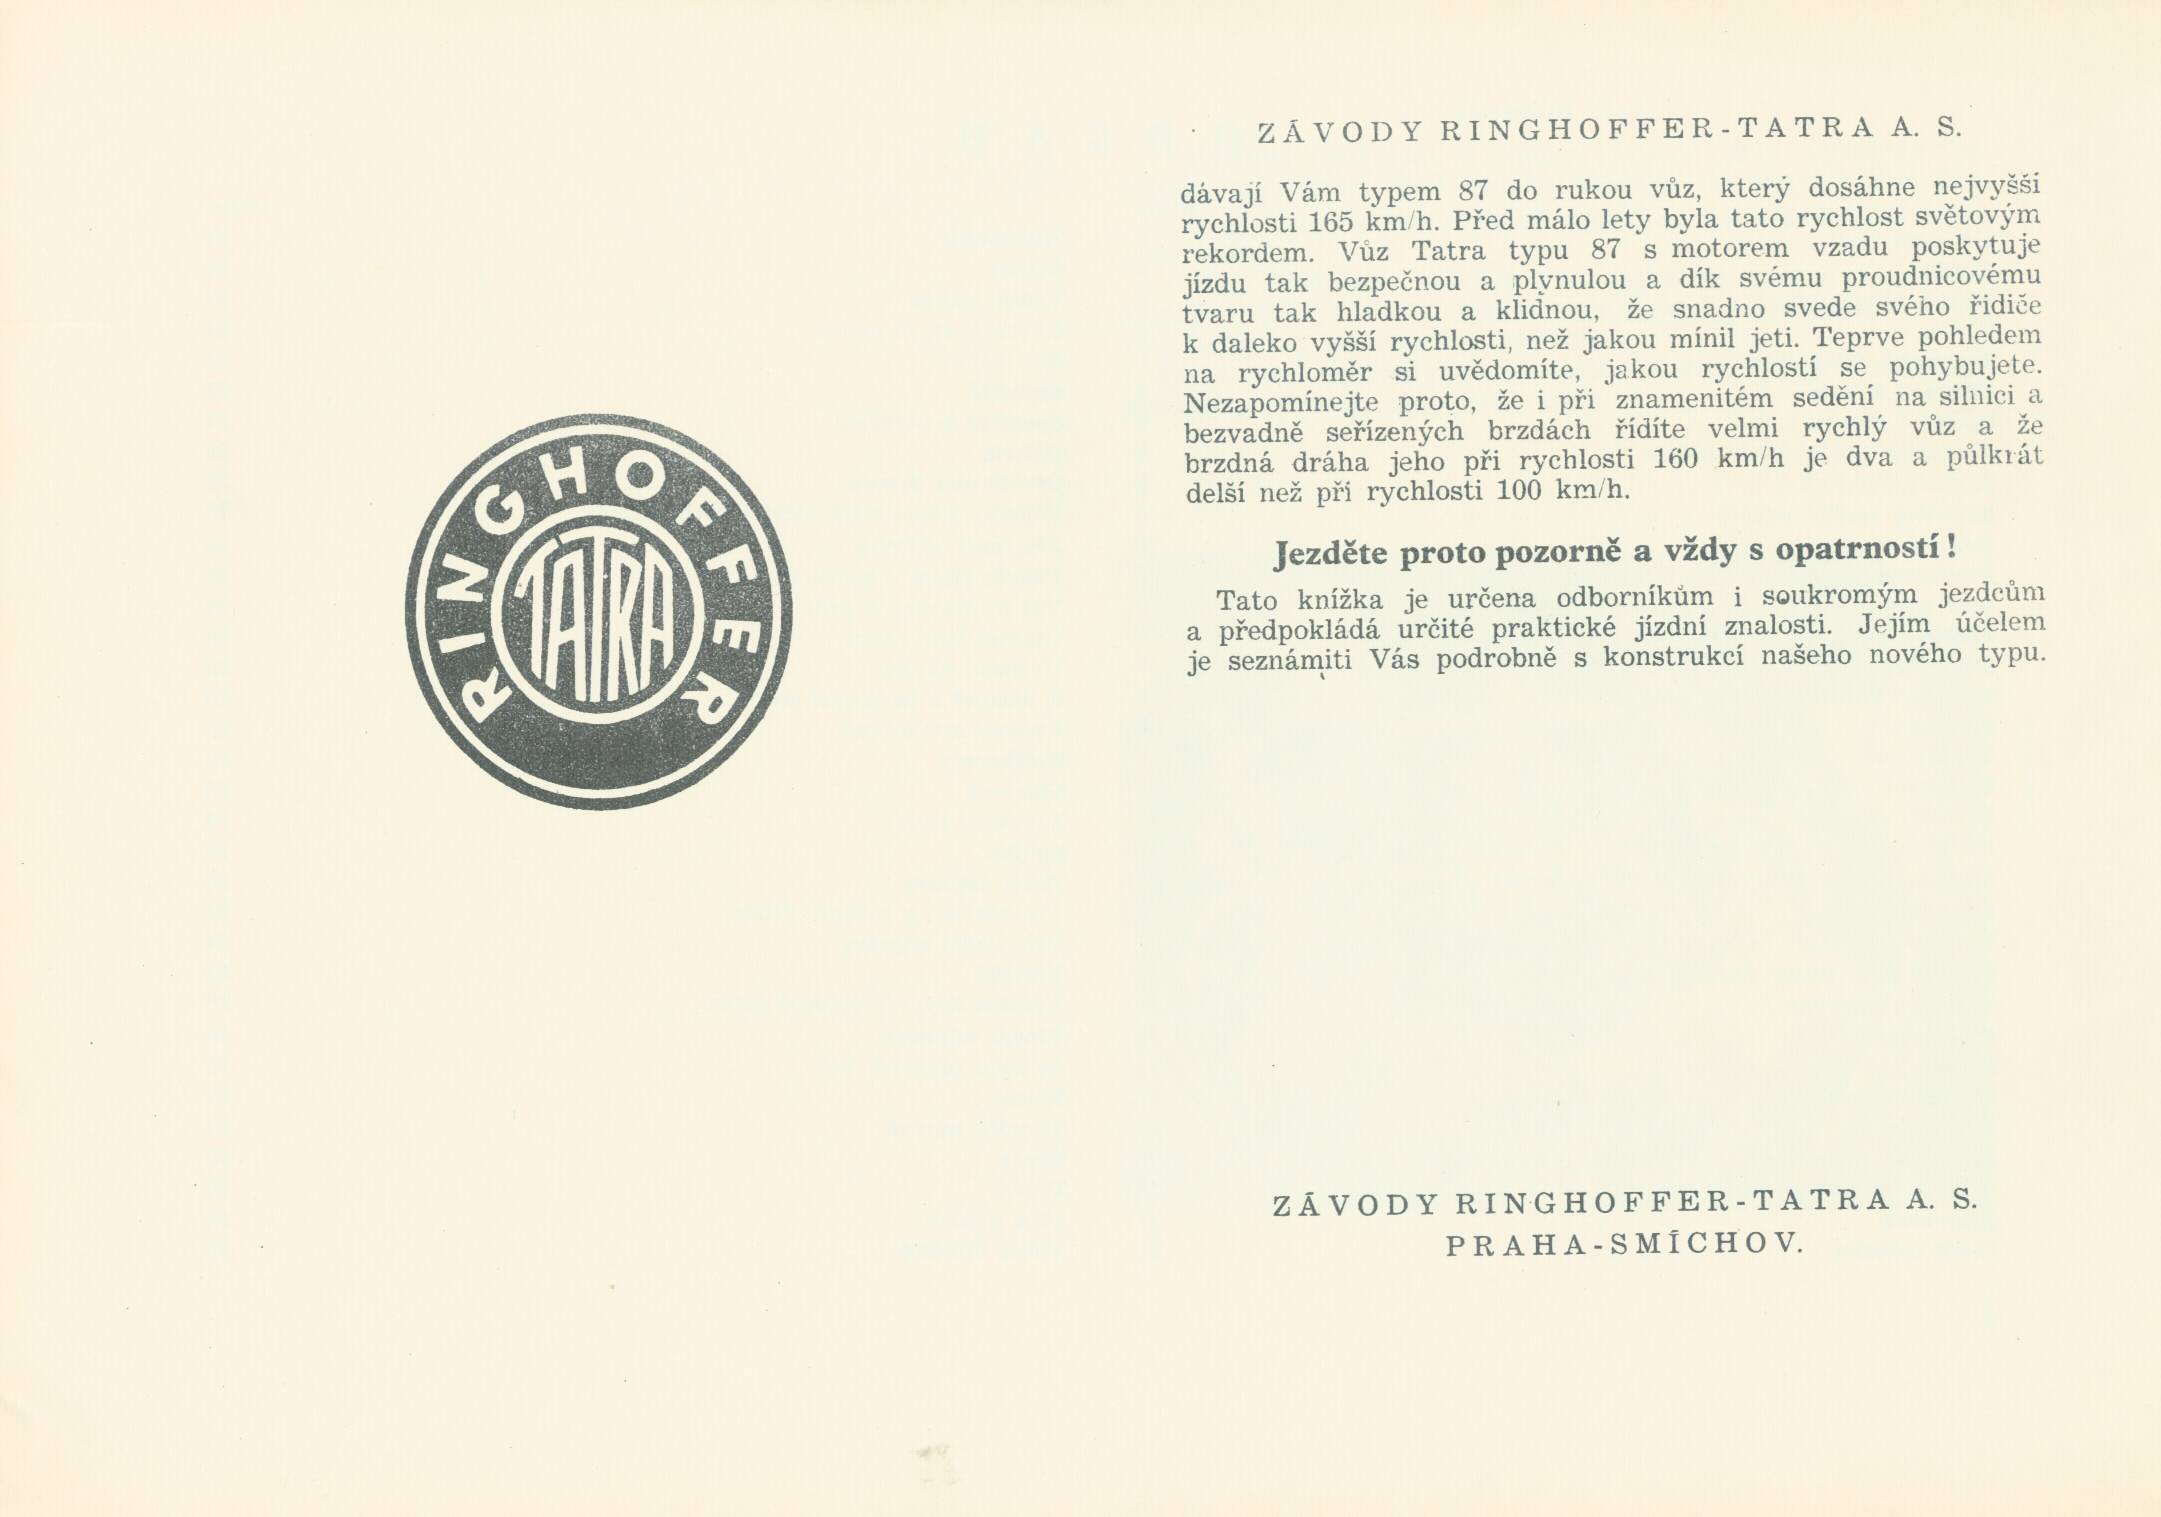 RINGHOFFER
TATRA
ZÁVODY RINGHOFFER-TATRA A. S.
dávají Vám typem 87 do rukou vůz, který dosáhne nejvyšší
rychlosti 165 km/h. Před málo lety byla tato rychlost světovým
rekordem. Vůz Tatra typu 87 s motorem vzadu poskytuje
jízdu tak bezpečnou a plynulou a dík svému proudnicovému
tvaru tak hladkou a klidnou, že snadno svede svého řidiče
k daleko vyšší rychlosti, než jakou mínil jeti. Teprve pohledem
na rychloměr si uvědomíte, jakou rychlostí se pohybujete.
Nezapomínejte proto, že i při znamenitém sedění na silnici a
bezvadně seřízených brzdách řídíte velmi rychlý vůz a že
brzdná dráha jeho při rychlosti 160 km/h je dva a půlkrát
delší než při rychlosti 100 km/h.
Jezděte proto pozorně a vždy s opatrností!
Tato knížka je určena odborníkům i soukromým jezdcům
a předpokládá určité praktické jízdní znalosti. Jejím účelem
je seznámiti Vás podrobně s konstrukcí našeho nového typu.
ZÁVODY RINGHOFFER-TATRA A. S.
PRAHA-SMÍCHOV.